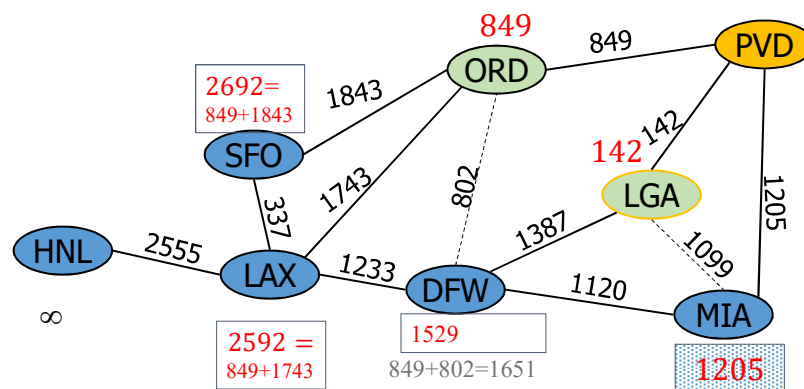 849
849
PVD
ORD
2692=
849+1843
1843
SFO
142
142
LGA
1743
802
337
1205
1387
1099
HNL
2555
LAX
1233
DFW
1120
MIA
∞
2592 =
849+1743
1529
849+802=1651
1205